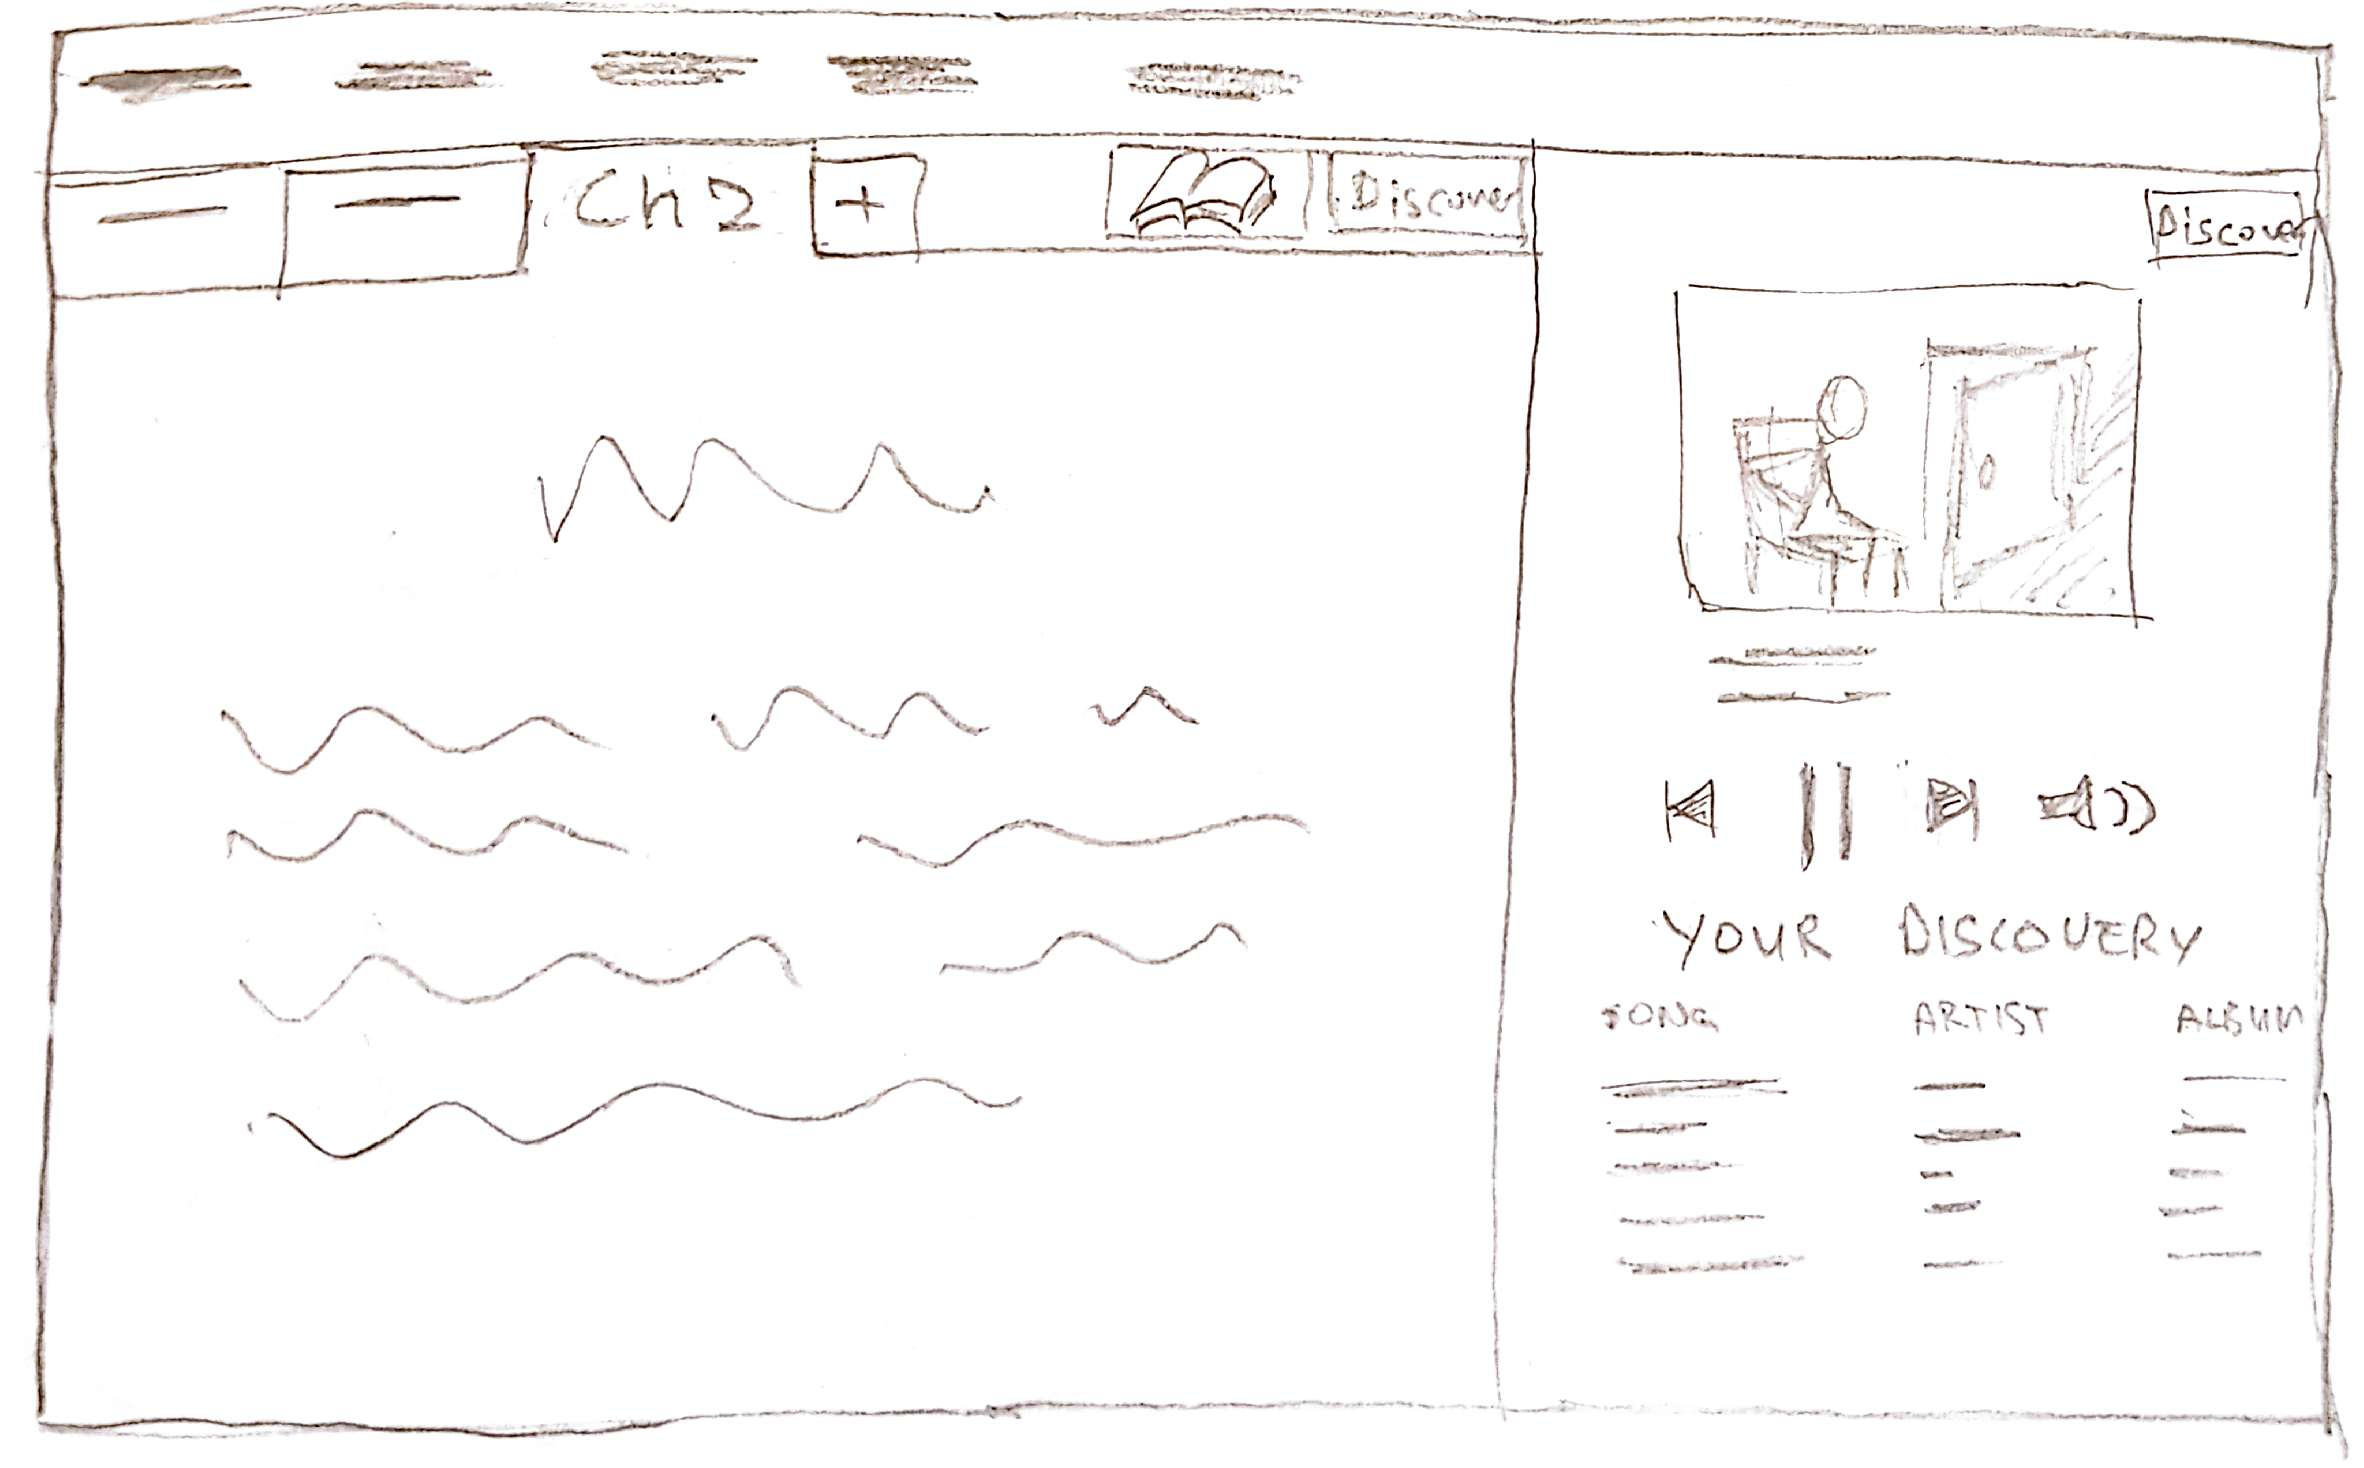 Ch 2 + Discover
Discover
YOUR DISCOVERY
SONG ARTIST ALBUM